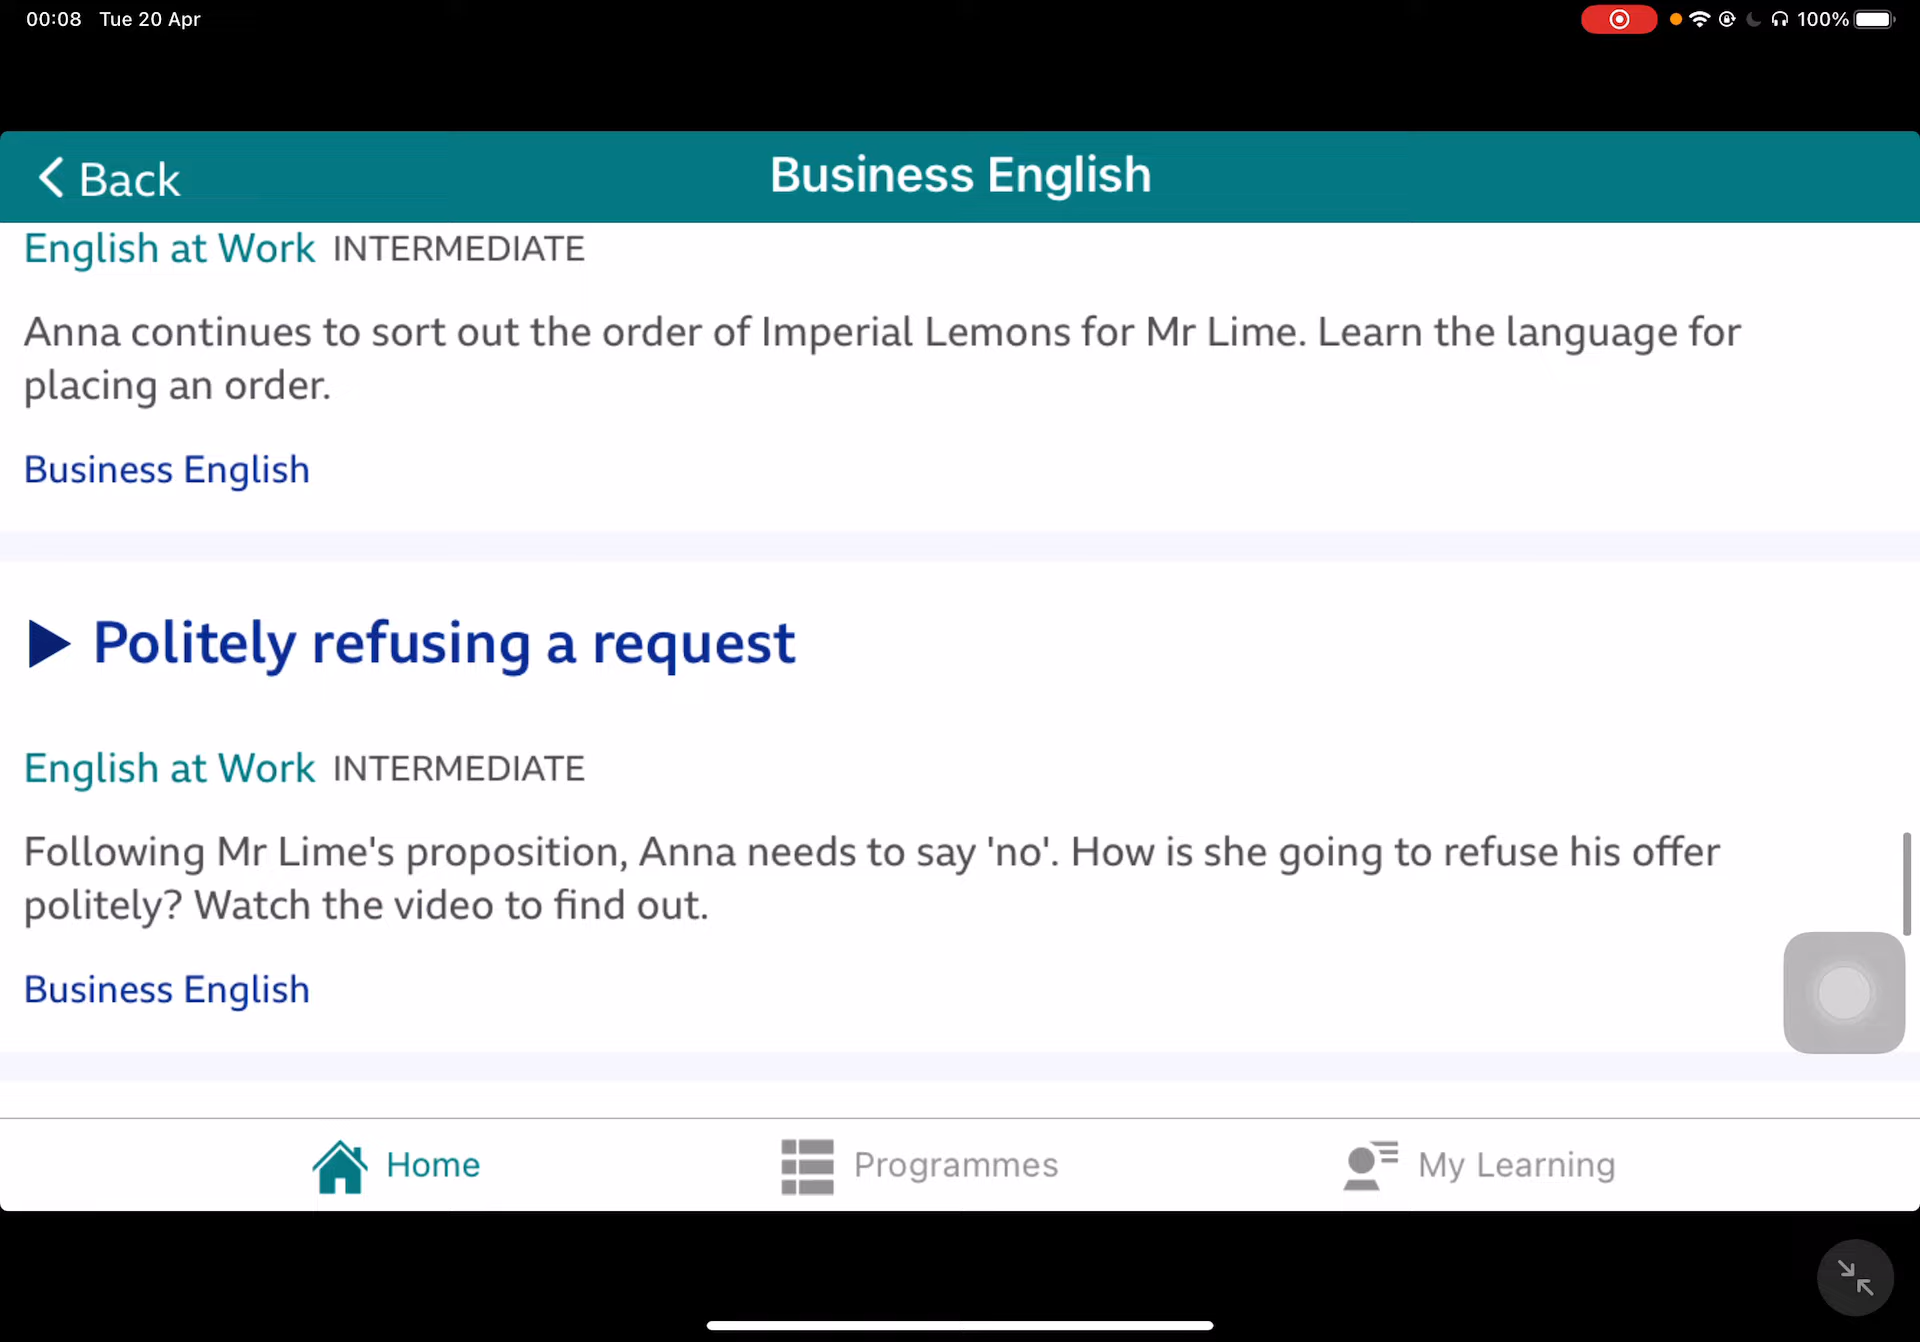 00:08 Tue 20 Apr
100%
Back
Business English
English at Work INTERMEDIATE
Anna continues to sort out the order of Imperial Lemons for Mr Lime. Learn the language for
placing an order.
Business English
Politely refusing a request
English at Work INTERMEDIATE
Following Mr Lime's proposition, Anna needs to say 'no'. How is she going to refuse his offer
politely? Watch the video to find out.
Business English
Home
Programmes
My Learning